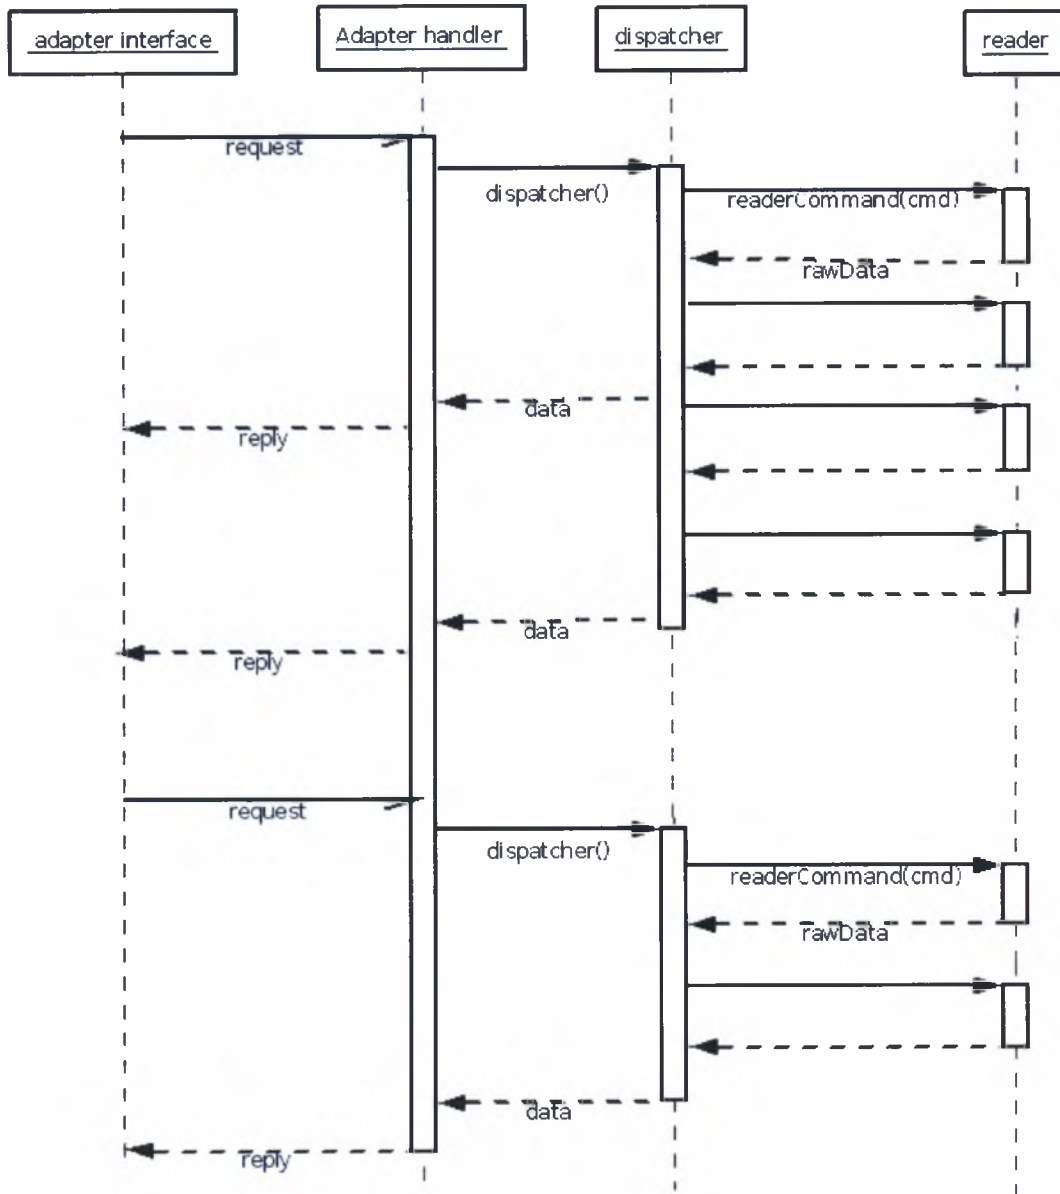 adapter interface
Adapter handler
dispatcher
reader
request
dispatcher()
readerCommand(cmd)
rawData
data
reply
data
reply
request
dispatcher()
readerCommand(cmd)
rawData
data
reply